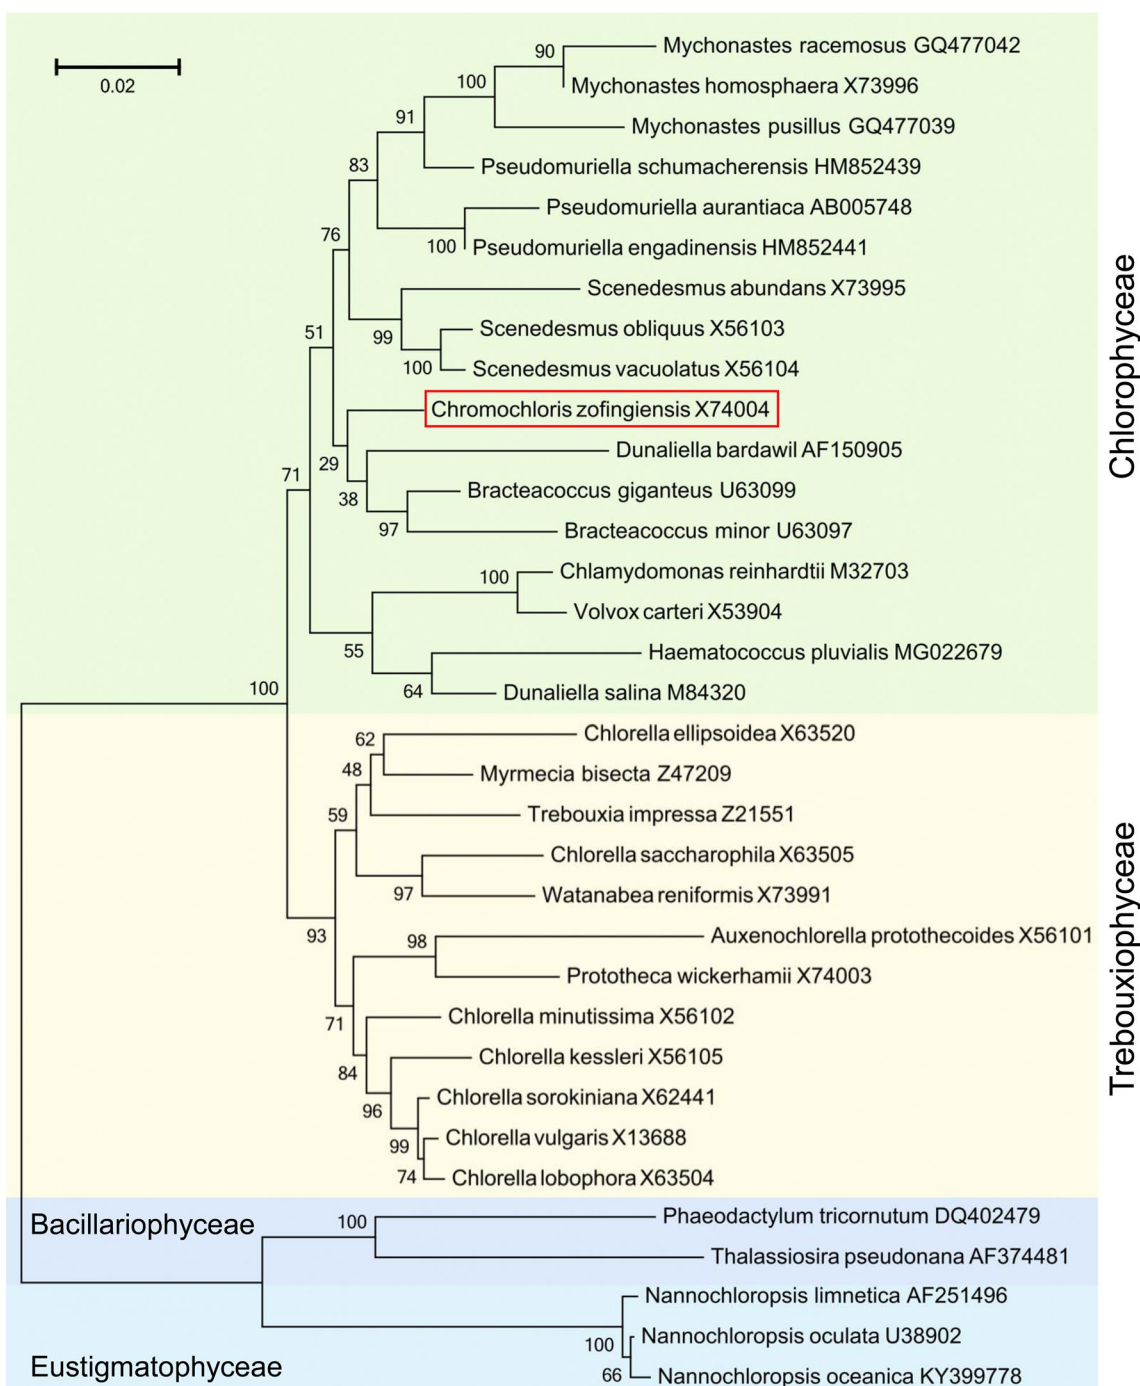 0.02
90
Mychonastes racemosus GQ477042
100
Mychonastes homosphaera X73996
91
Mychonastes pusillus GQ477039
83
Pseudomuriella schumacherensis HM852439
Pseudomuriella aurantiaca AB005748
76
100
Pseudomuriella engadinensis HM852441
Scenedesmus abundans X73995
51
99
Scenedesmus obliquus X56103
100
Scenedesmus vacuolatus X56104
Chromochloris zofingiensis X74004
29
Dunaliella bardawil AF150905
71
38
Bracteacoccus giganteus U63099
97
Bracteacoccus minor U63097
100
Chlamydomonas reinhardtii M32703
Volvox carteri X53904
55
Haematococcus pluvialis MG022679
64
Dunaliella salina M84320
100
Chlorophyceae
62
Chlorella ellipsoidea X63520
48
Myrmecia bisecta Z47209
59
Trebouxia impressa Z21551
Chlorella saccharophila X63505
97
Watanabea reniformis X73991
93
98
Auxenochlorella protothecoides X56101
Prototheca wickerhamii X74003
71
Chlorella minutissima X56102
84
Chlorella kessleri X56105
96
Chlorella sorokiniana X62441
99
Chlorella vulgaris X13688
74
Chlorella lobophora X63504
Trebouxiophyceae
Bacillariophyceae
100
Phaeodactylum tricornutum DQ402479
Thalassiosira pseudonana AF374481
Nannochloropsis limnetica AF251496
100
Nannochloropsis oculata U38902
66
Nannochloropsis oceanica KY399778
Eustigmatophyceae